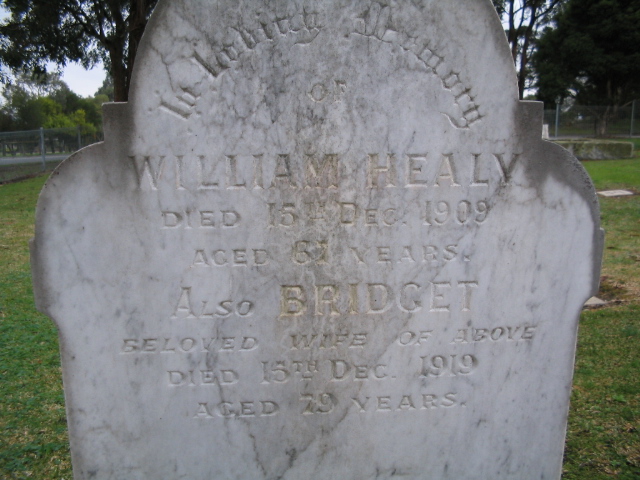 In Loving Memory
OF
WILLIAM HEALY
DIED 15TH DEC. 1909
AGED 61 YEARS.
ALSO BRIDGET
BELOVED WIFE OF ABOVE
DIED 15TH DEC. 1919
AGED 79 YEARS.